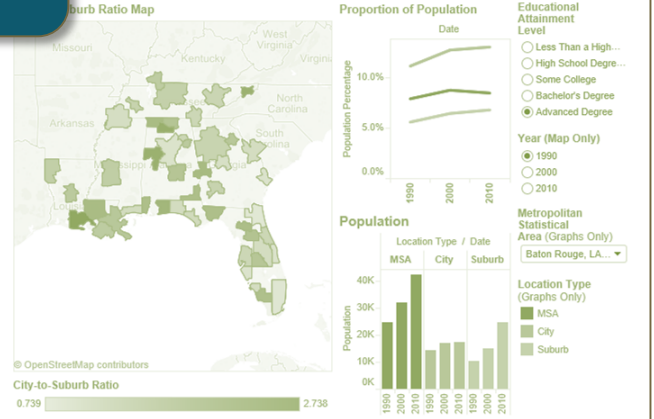 burb Ratio Map
Missouri
West
Virginia
Kentucky
Virgini
North
Carolina
Arkansas
South
Proportion of Population
Date
Population Percentage
10.0%
5.0%
0.0%
1990
2000
2010
Educational
Attainment
Level
Less Than a High...
High School Degre...
Some College
Bachelor's Degree
Advanced Degree
Year (Map Only)
1990
2000
2010
Metropolitan
Statistical
Area (Graphs Only)
Baton Rouge, LA...
Location Type
(Graphs Only)
MSA
City
Suburb
Population
Location Type / Date
MSA City Suburb
Population
40K
30K
20K
10K
0K
1990 2000 2010 1990 2000 2010 1990 2000 2010
© OpenStreetMap contributors
City-to-Suburb Ratio
0.739 2.738